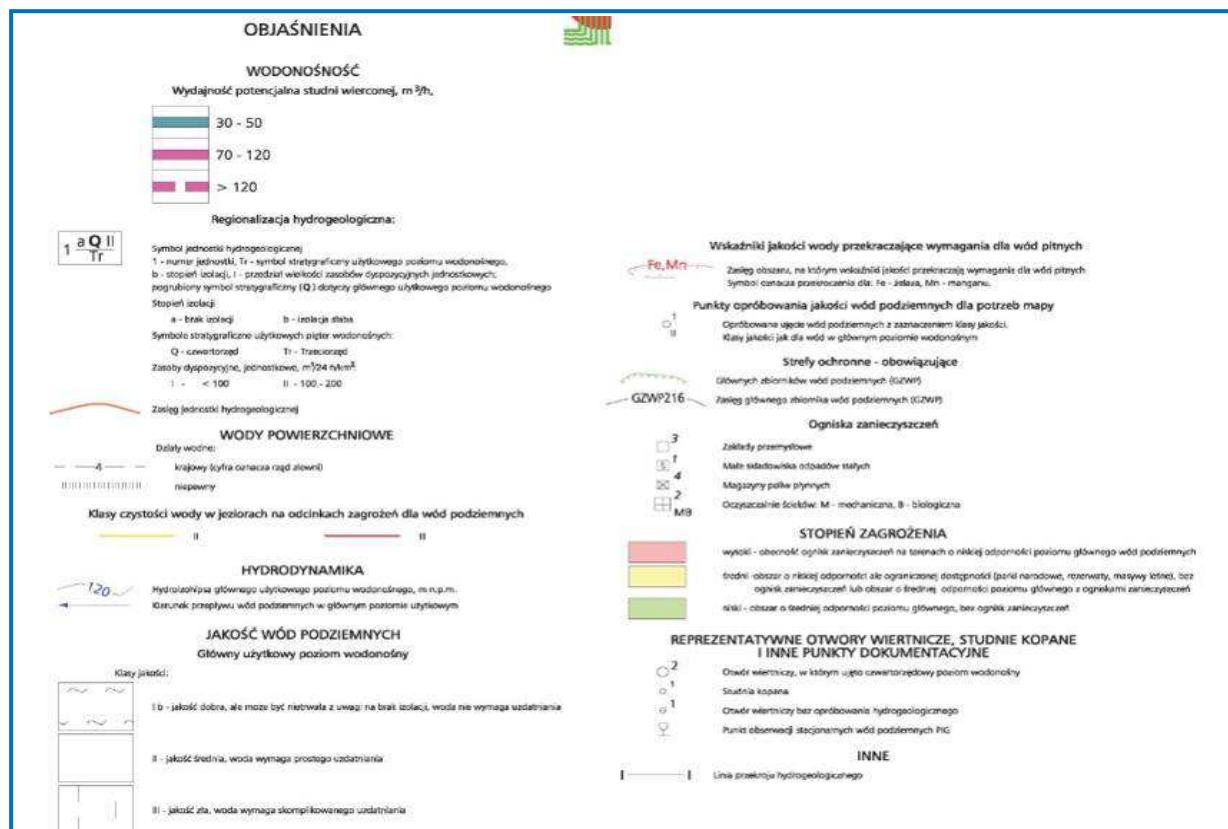 OBJAŚNIENIA
WODONOŚNOŚĆ
Wydajność potencjalna studni wierconej, m³/h,
30 - 50
70 - 120
> 120
Regionalizacja hydrogeologiczna:
1 a Q II
Tr
Symbol jednostki hydrogeologicznej
1 - numer jednostki, Tr - symbol stratygraficzny użytkowego poziomu wodonośnego,
b - stopień izolacji, I - przedział wielkości zasobów dyspozycyjnych jednostkowych;
pogrubiony symbol stratygraficzny (Q) dotyczy głównego użytkowego poziomu wodonośnego
Stopień izolacji
a - brak izolacji b - izolacja słaba
Symbole stratygraficzne użytkowych pięter wodonośnych:
Q - czwartorzęd Tr - Trzeciorzęd
Zasoby dyspozycyjne, jednostkowe, m³/24 h/km²
I - < 100 II - 100 - 200
Zasięg jednostki hydrogeologicznej
WODY POWIERZCHNIOWE
Działy wodne:
4 krajowy (cyfra oznacza rząd zlewni)
niepewny
Klasy czystości wody w jeziorach na odcinkach zagrożeń dla wód podziemnych
II II
HYDRODYNAMIKA
120 Hydroizohipsa głównego użytkowego poziomu wodonośnego, m n.p.m.
Kierunek przepływu wód podziemnych w głównym poziomie użytkowym
JAKOŚĆ WÓD PODZIEMNYCH
Główny użytkowy poziom wodonośny
Klasy jakości:
I b - jakość dobra, ale może być nietrwała z uwagi na brak izolacji, woda nie wymaga uzdatniania
II - jakość średnia, woda wymaga prostego uzdatniania
III - jakość zła, woda wymaga skomplikowanego uzdatniania
Wskaźniki jakości wody przekraczające wymagania dla wód pitnych
Fe,Mn Zasięg obszaru, na którym wskaźniki jakości przekraczają wymagania dla wód pitnych
Symbol oznacza przekroczenia dla: Fe - żelaza, Mn - manganu.
Punkty opróbowania jakości wód podziemnych dla potrzeb mapy
1
II
Opróbowane ujęcie wód podziemnych z zaznaczeniem klasy jakości.
Klasy jakości jak dla wód w głównym poziomie wodonośnym
Strefy ochronne - obowiązujące
Głównych zbiorników wód podziemnych (GZWP)
GZWP216 Zasięg głównego zbiornika wód podziemnych (GZWP)
Ogniska zanieczyszczeń
3 Zakłady przemysłowe
1 Małe składowiska odpadów stałych
4 Magazyny paliw płynnych
2 MB Oczyszczalnie ścieków: M - mechaniczna, B - biologiczna
STOPIEŃ ZAGROŻENIA
wysoki - obecność ognisk zanieczyszczeń na terenach o niskiej odporności poziomu głównego wód podziemnych
średni -obszar o niskiej odporności ale ograniczonej dostępności (parki narodowe, rezerwaty, masywy leśne), bez
ognisk zanieczyszczeń lub obszar o średniej odporności poziomu głównego z ogniskami zanieczyszczeń
niski - obszar o średniej odporności poziomu głównego, bez ognisk zanieczyszczeń
REPREZENTATYWNE OTWORY WIERTNICZE, STUDNIE KOPANE
I INNE PUNKTY DOKUMENTACYJNE
2 Otwór wiertniczy, w którym ujęto czwartorzędowy poziom wodonośny
1 Studnia kopana
1 Otwór wiertniczy bez opróbowania hydrogeologicznego
Punkt obserwacji stacjonarnych wód podziemnych PIG
INNE
I I Linia przekroju hydrogeologicznego